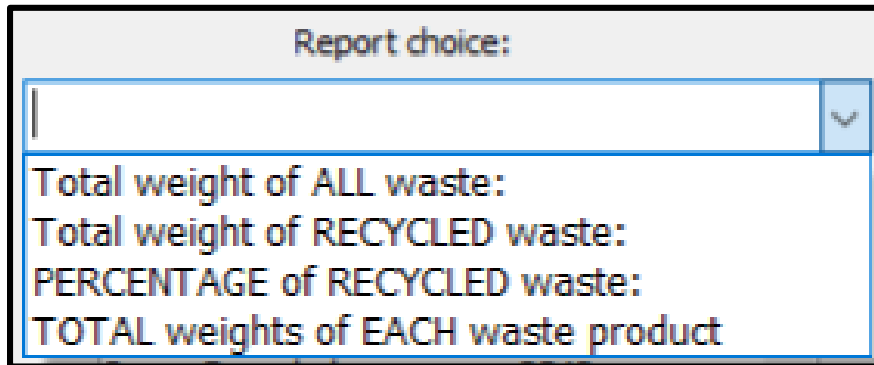 Report choice:
Total weight of ALL waste:
Total weight of RECYCLED waste:
PERCENTAGE of RECYCLED waste:
TOTAL weights of EACH waste product